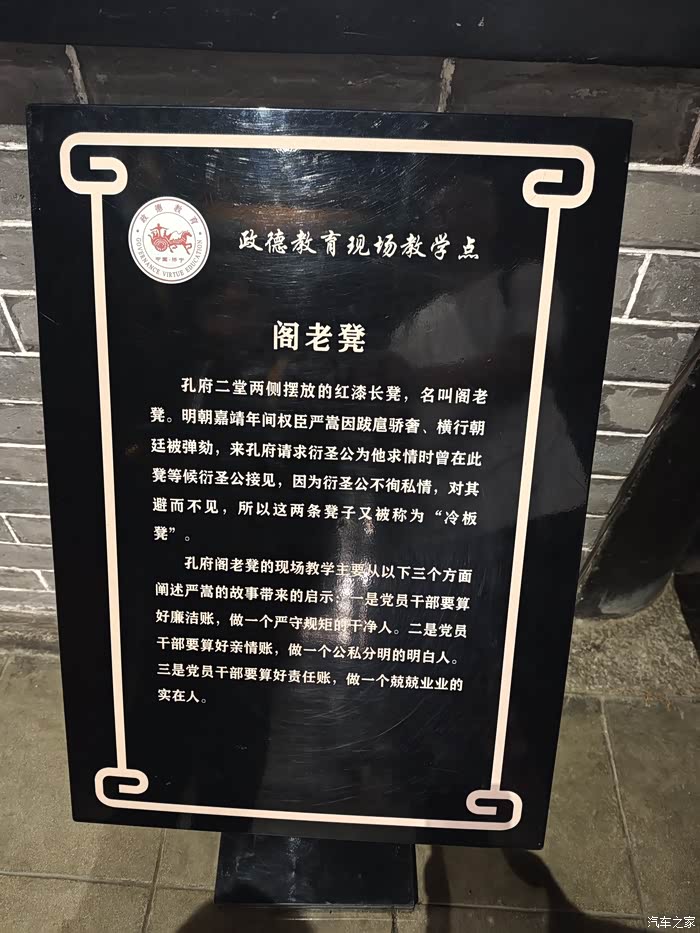 政德教育
GOVERNANCE VIRTUE EDUCATION
中国·济宁
政德教育现场教学点
阁老凳
孔府二堂两侧摆放的红漆长凳，名叫阁老
凳。明朝嘉靖年间权臣严嵩因跋扈骄奢、横行朝
廷被弹劾，来孔府请求衍圣公为他求情时曾在此
凳等候衍圣公接见，因为衍圣公不徇私情，对其
避而不见，所以这两条凳子又被称为“冷板
凳”。
孔府阁老凳的现场教学主要从以下三个方面
阐述严嵩的故事带来的启示：一是党员干部要算
好廉洁账，做一个严守规矩的干净人。二是党员
干部要算好亲情账，做一个公私分明的明白人。
三是党员干部要算好责任账，做一个兢兢业业的
实在人。
汽车之家